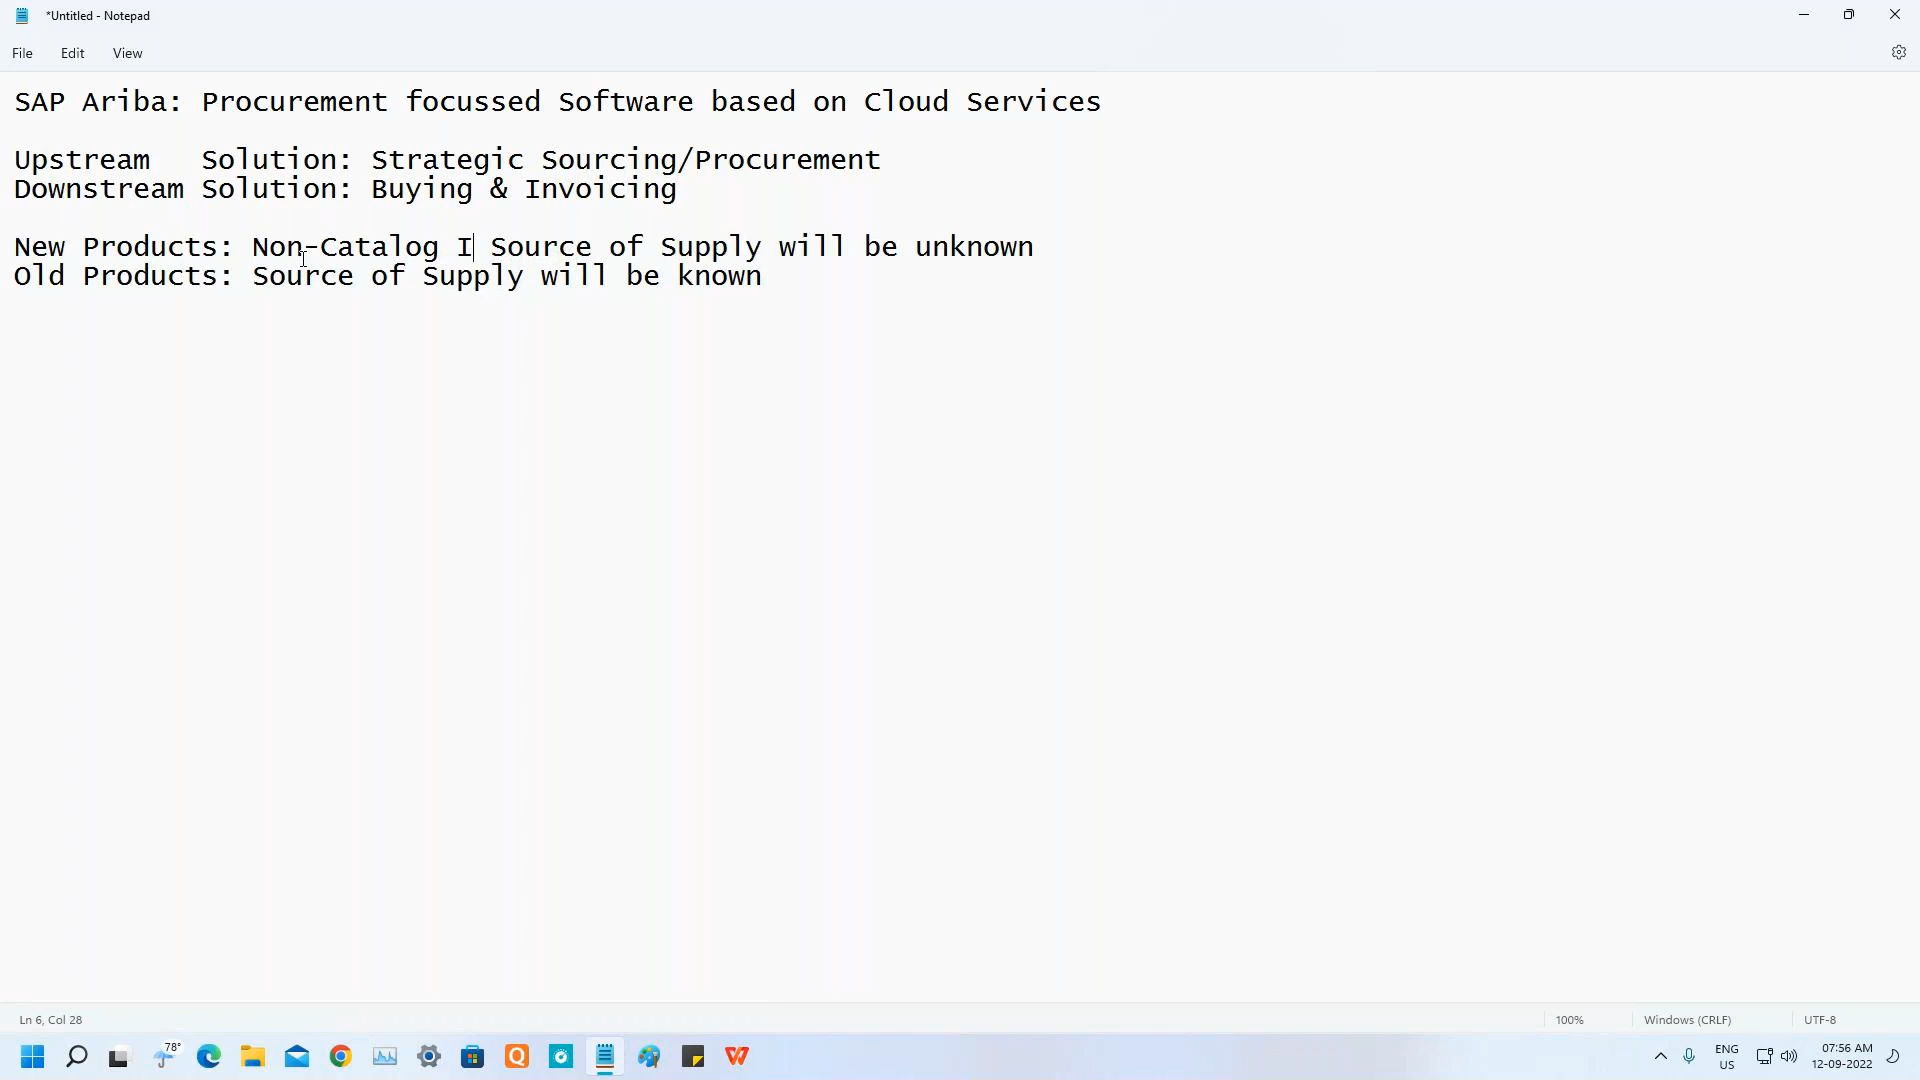 *Untitled - Notepad
File Edit View
SAP Ariba: Procurement focussed Software based on Cloud Services
Upstream   Solution: Strategic Sourcing/Procurement
Downstream Solution: Buying & Invoicing
New Products: Non-Catalog I Source of Supply will be unknown
Old Products: Source of Supply will be known
Ln 6, Col 28
100%
Windows (CRLF)
UTF-8
78°
ENG
US
07:56 AM
12-09-2022